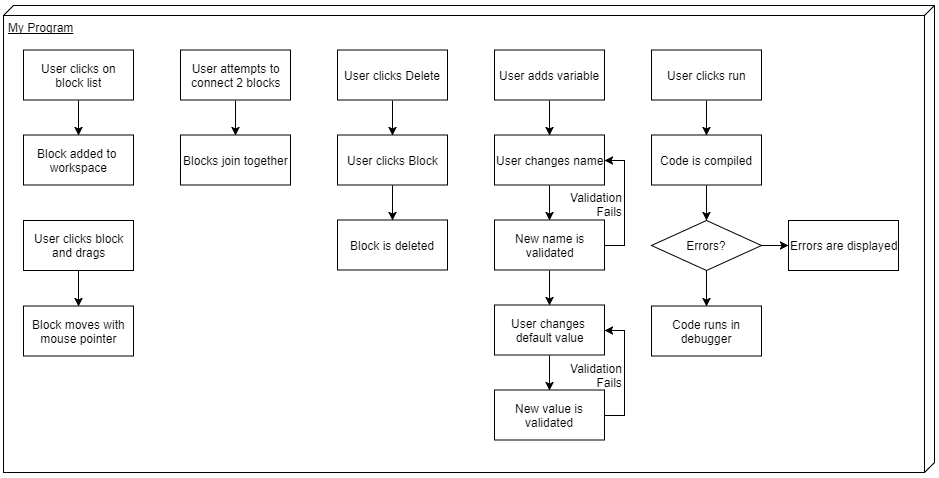 My Program
User clicks on
block list
User attempts to
connect 2 blocks
User clicks Delete
User adds variable
User clicks run
Block added to
workspace
Blocks join together
User clicks Block
User changes name
Code is compiled
Validation
Fails
User clicks block
and drags
Block is deleted
New name is
validated
Errors?
Errors are displayed
Block moves with
mouse pointer
User changes
default value
Code runs in
debugger
Validation
Fails
New value is
validated